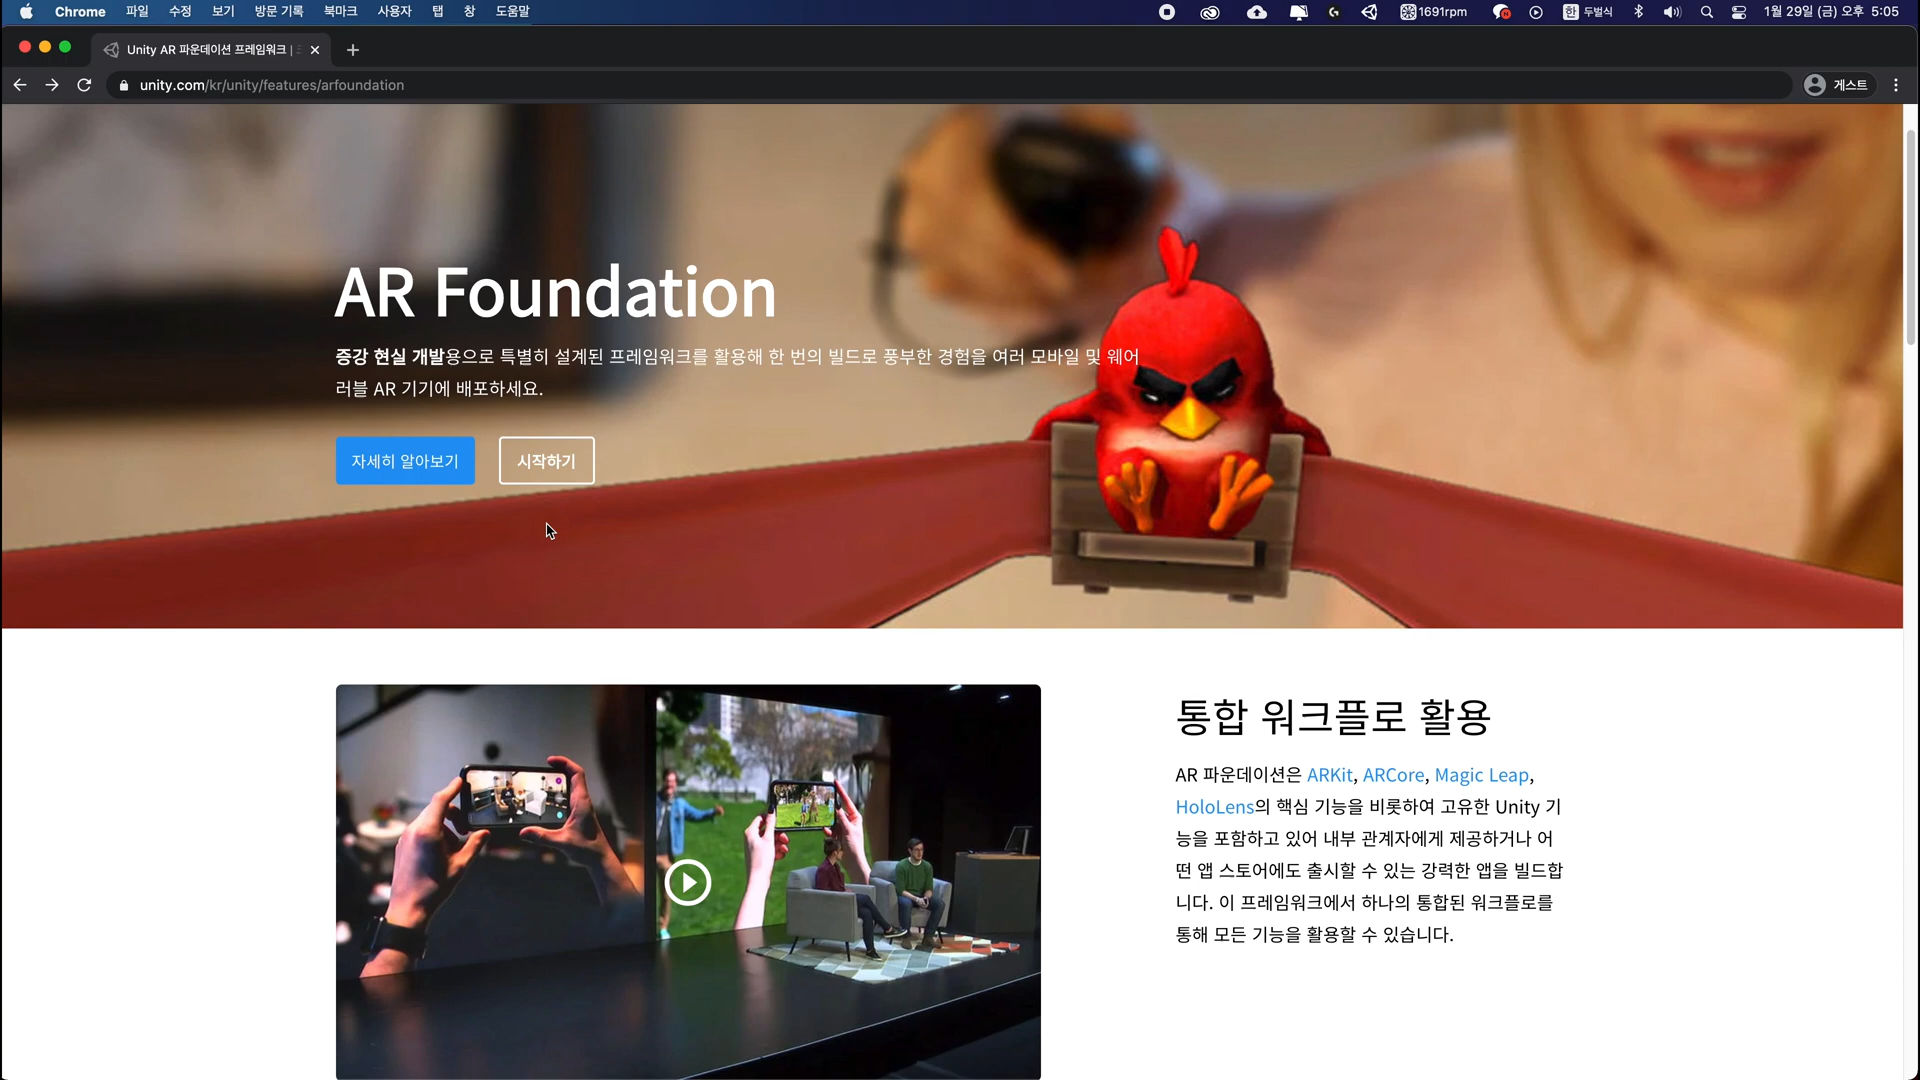 Chrome 파일 수정 보기 방문 기록 북마크 사용자 탭 창 도움말 1691rpm 한 두벌식 1월 29일 (금) 오후 5:05
Unity AR 파운데이션 프레임워크 |
unity.com/kr/unity/features/arfoundation 게스트
AR Foundation
증강 현실 개발용으로 특별히 설계된 프레임워크를 활용해 한 번의 빌드로 풍부한 경험을 여러 모바일 및 웨어
러블 AR 기기에 배포하세요.
자세히 알아보기 시작하기
통합 워크플로 활용
AR 파운데이션은 ARKit, ARCore, Magic Leap,
HoloLens의 핵심 기능을 비롯하여 고유한 Unity 기
능을 포함하고 있어 내부 관계자에게 제공하거나 어
떤 앱 스토어에도 출시할 수 있는 강력한 앱을 빌드합
니다. 이 프레임워크에서 하나의 통합된 워크플로를
통해 모든 기능을 활용할 수 있습니다.